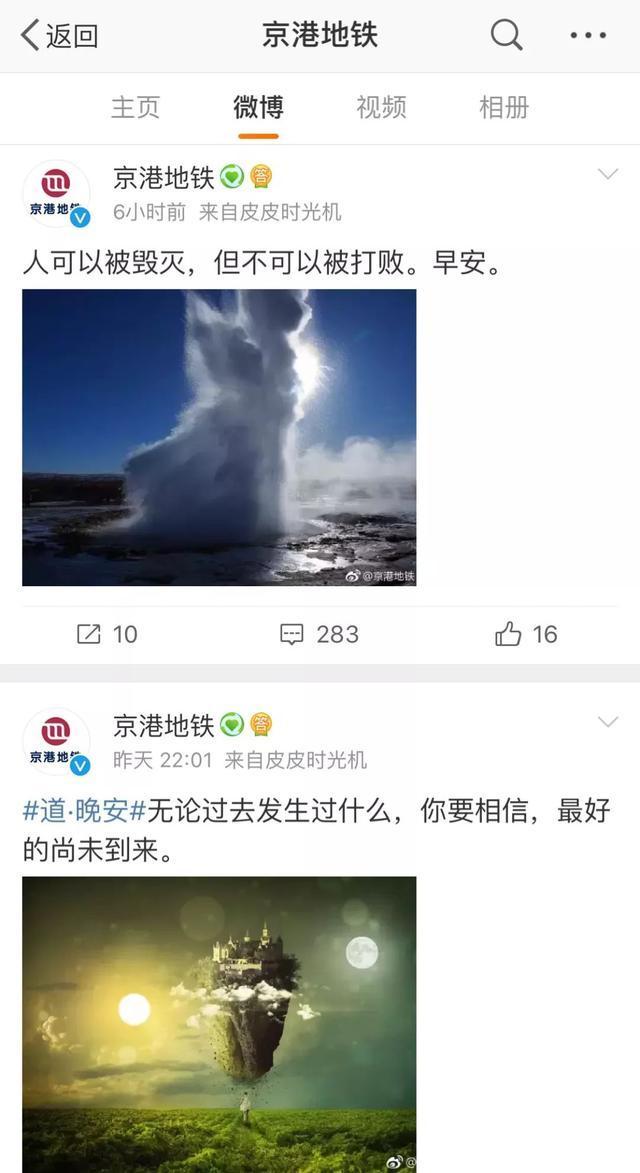 返回
京港地铁
主页
微博
视频
相册
京港地铁
京港地铁 答
6小时前 来自皮皮时光机
人可以被毁灭，但不可以被打败。早安。
@京港地铁
10
283
16
京港地铁
京港地铁 答
昨天 22:01 来自皮皮时光机
#道·晚安#无论过去发生过什么，你要相信，最好
的尚未到来。